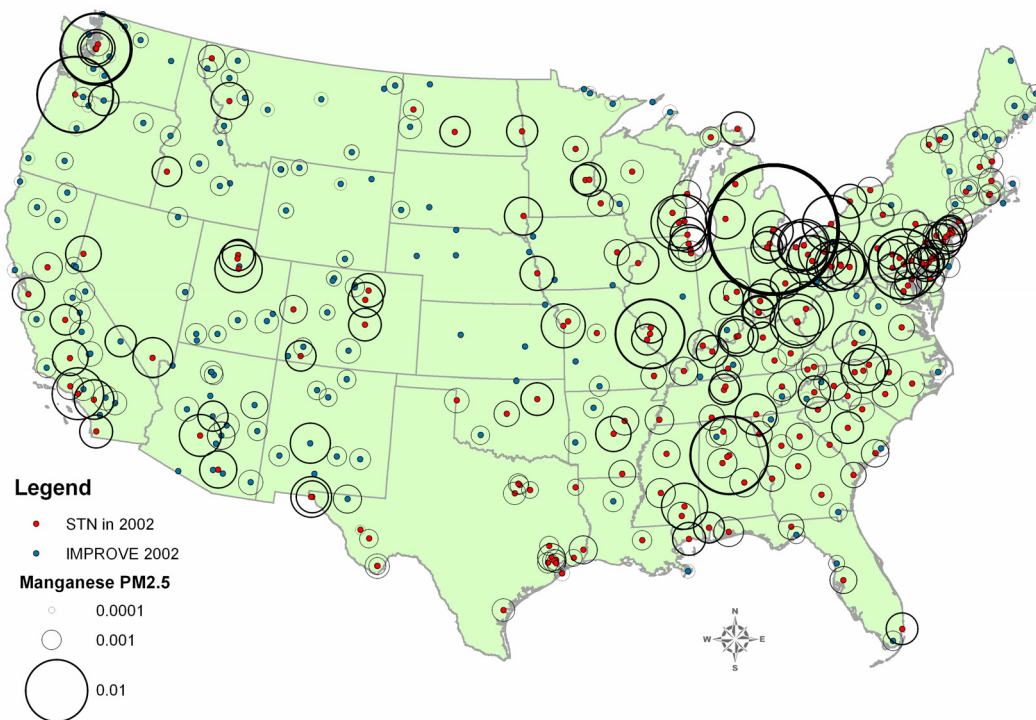 Legend
STN in 2002
IMPROVE 2002
Manganese PM2.5
0.0001
0.001
0.01
N
W E
S